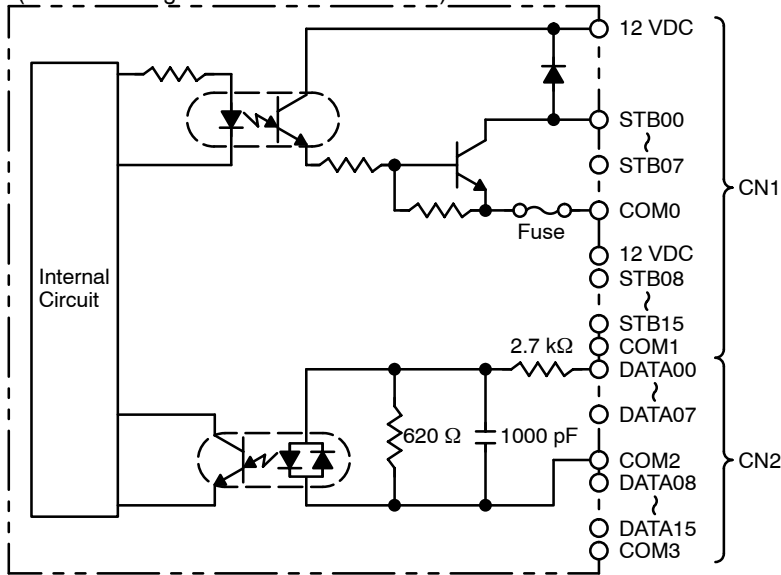 12 VDC
STB00
~
STB07
COM0
Fuse
CN1
12 VDC
STB08
~
STB15
COM1
Internal
Circuit
2.7 kΩ
DATA00
~
DATA07
620 Ω
1000 pF
COM2
CN2
DATA08
~
DATA15
COM3